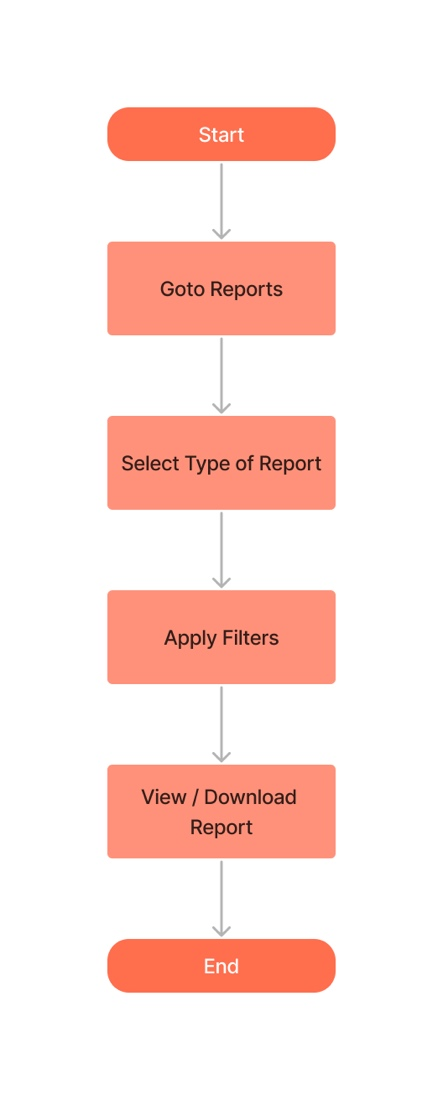 Start
Goto Reports
Select Type of Report
Apply Filters
View / Download
Report
End